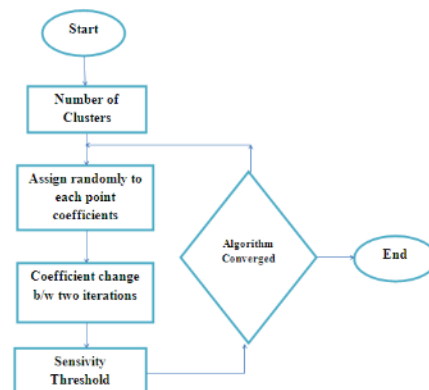 Start
Number of
Clusters
Assign randomly to
each point
coefficients
Coefficient change
b/w two iterations
Sensivity
Threshold
Algorithm
Converged
End